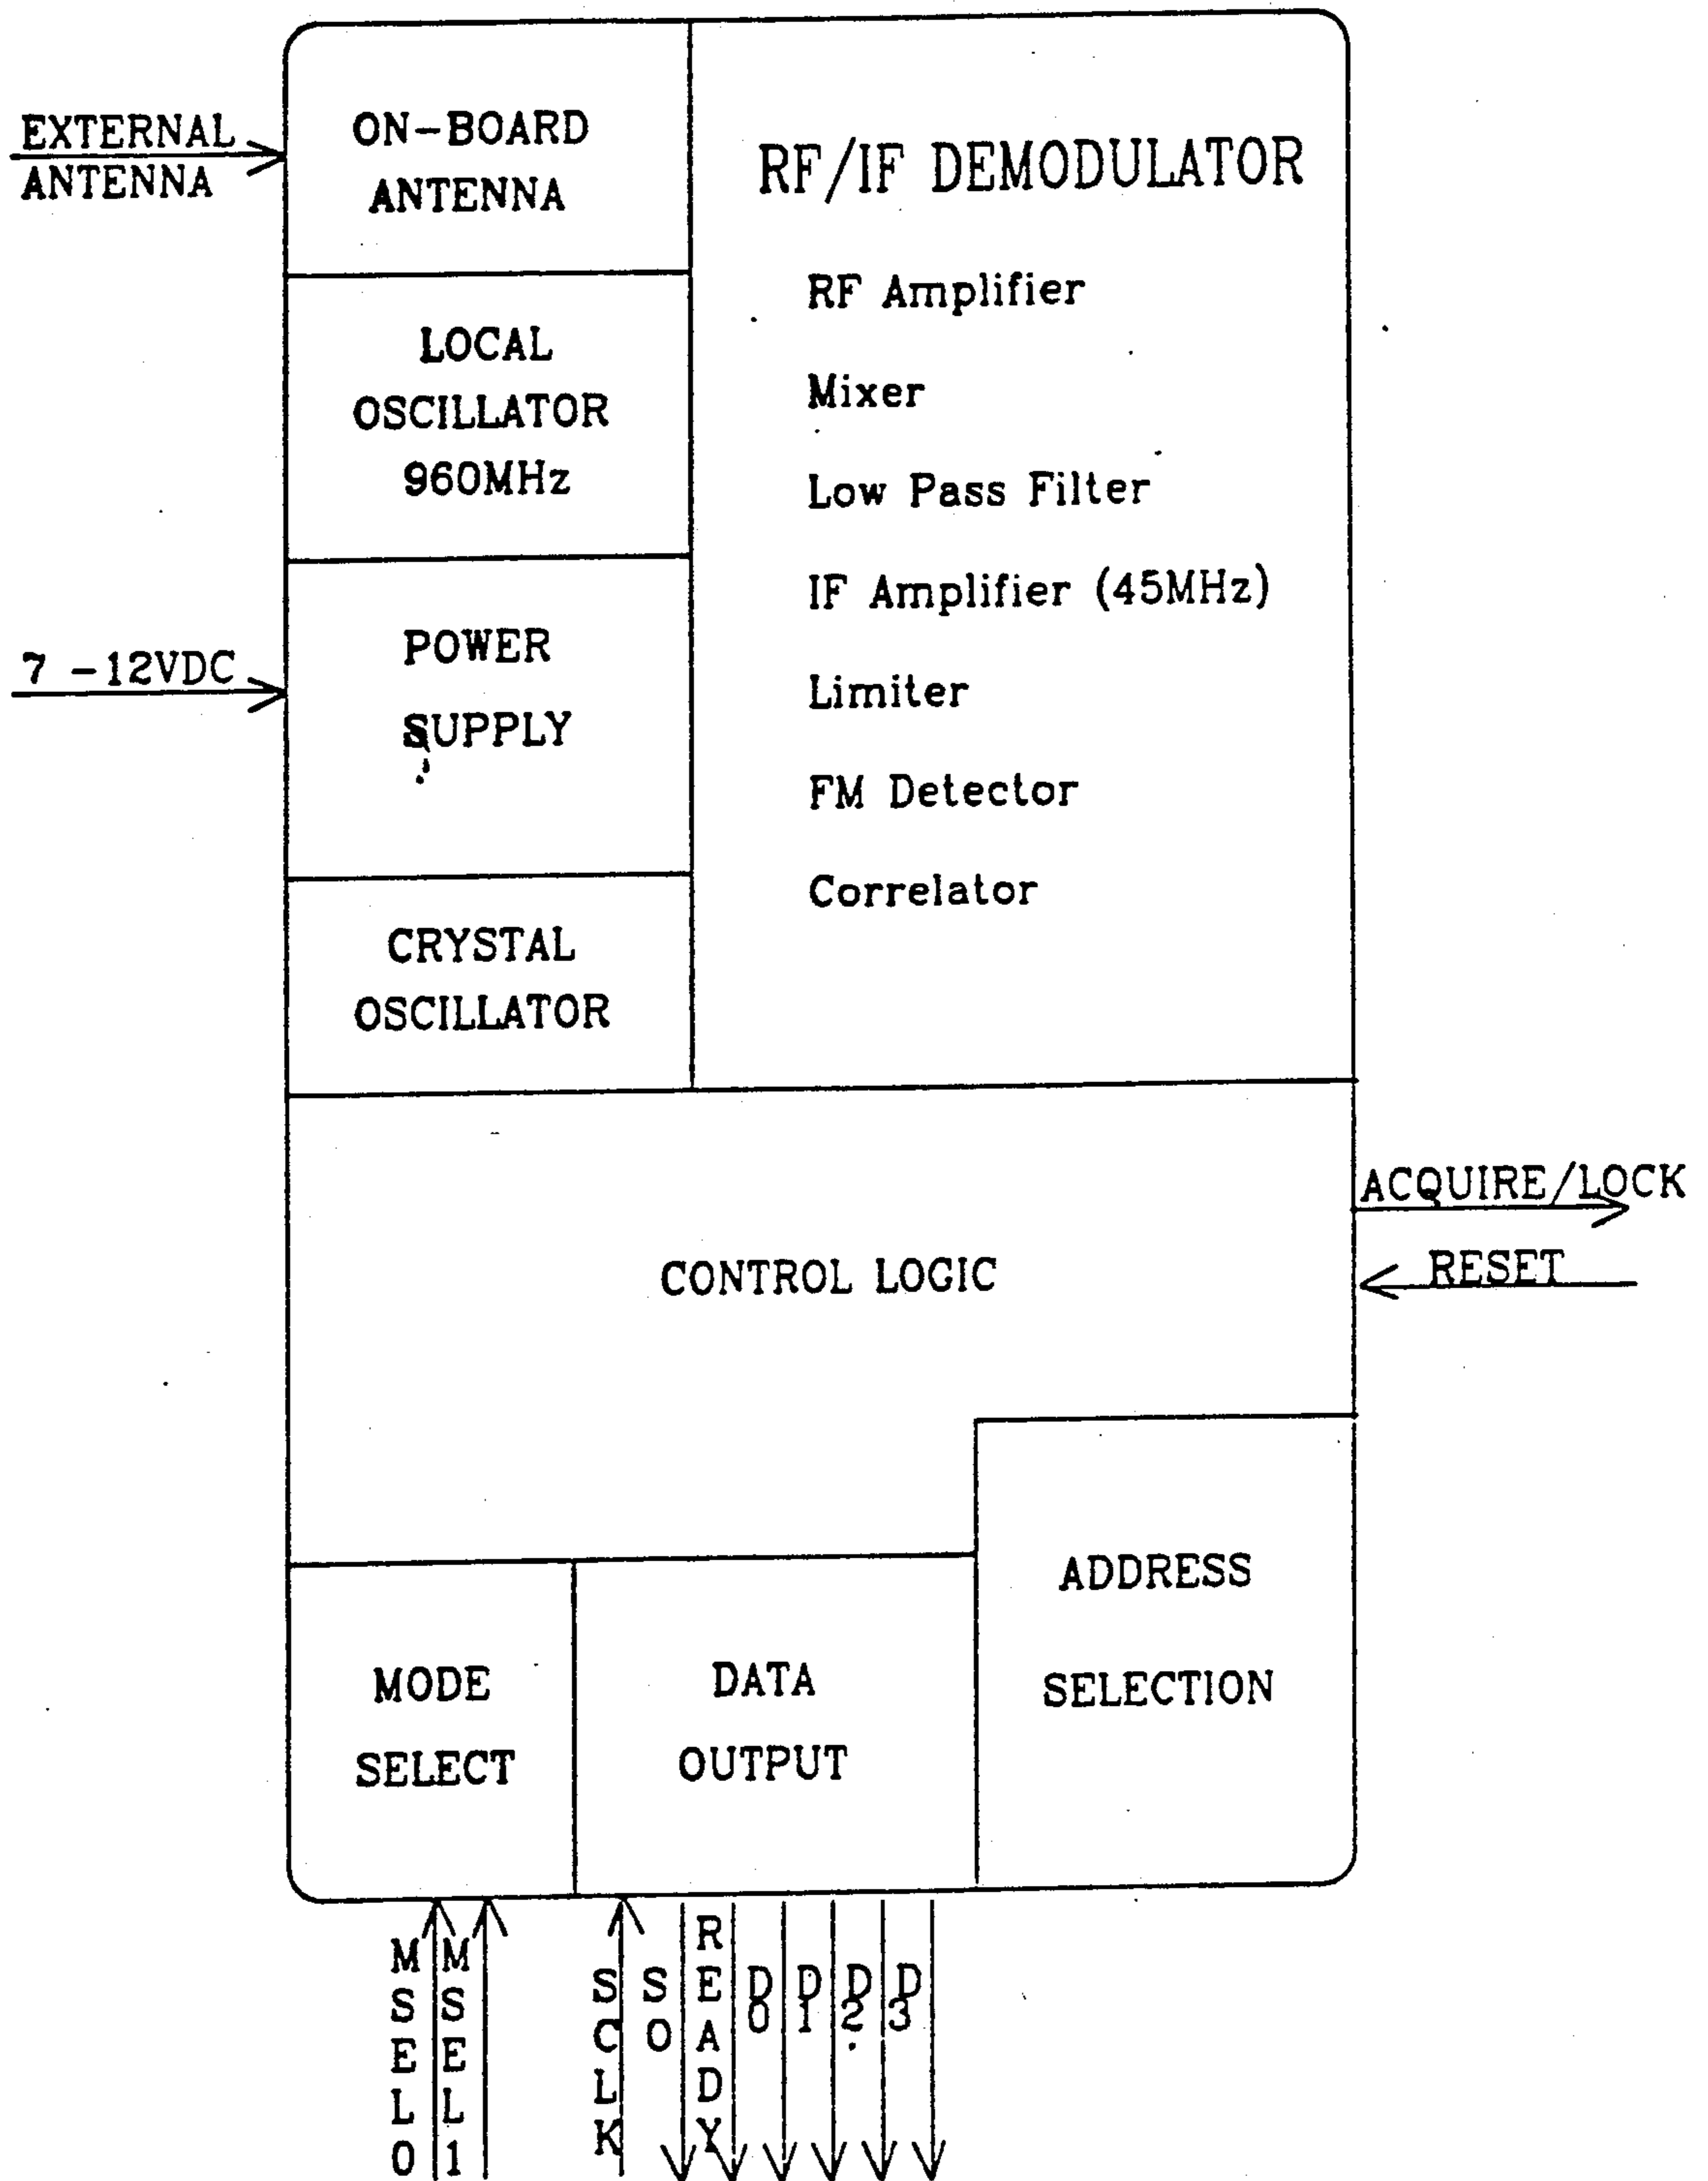 EXTERNAL
ANTENNA
ON-BOARD
ANTENNA
RF/IF DEMODULATOR
RF Amplifier
Mixer
Low Pass Filter
IF Amplifier (45MHz)
Limiter
FM Detector
Correlator
LOCAL
OSCILLATOR
960MHz
7 -12VDC
POWER
SUPPLY
CRYSTAL
OSCILLATOR
CONTROL LOGIC
ACQUIRE/LOCK
RESET
ADDRESS
SELECTION
MODE
SELECT
DATA
OUTPUT
MSEL0
MSEL1
SCLK
SO
READY
D0
D1
D2
D3